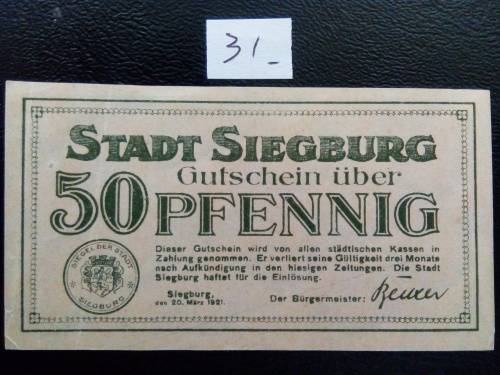 31-
STADT SIEGBURG
Gutschein über
50 PFENNIG
Dieser Gutschein wird von allen städtischen Kassen in
Zahlung genommen. Er verliert seine Gültigkeit drei Monate
nach Aufkündigung in den hiesigen Zeitungen. Die Stadt
Siegburg haftet für die Einlösung.
SIEGEL DER STADT
SIEGBURG
Siegburg,
den 20. März 1921.
Der Bürgermeister: